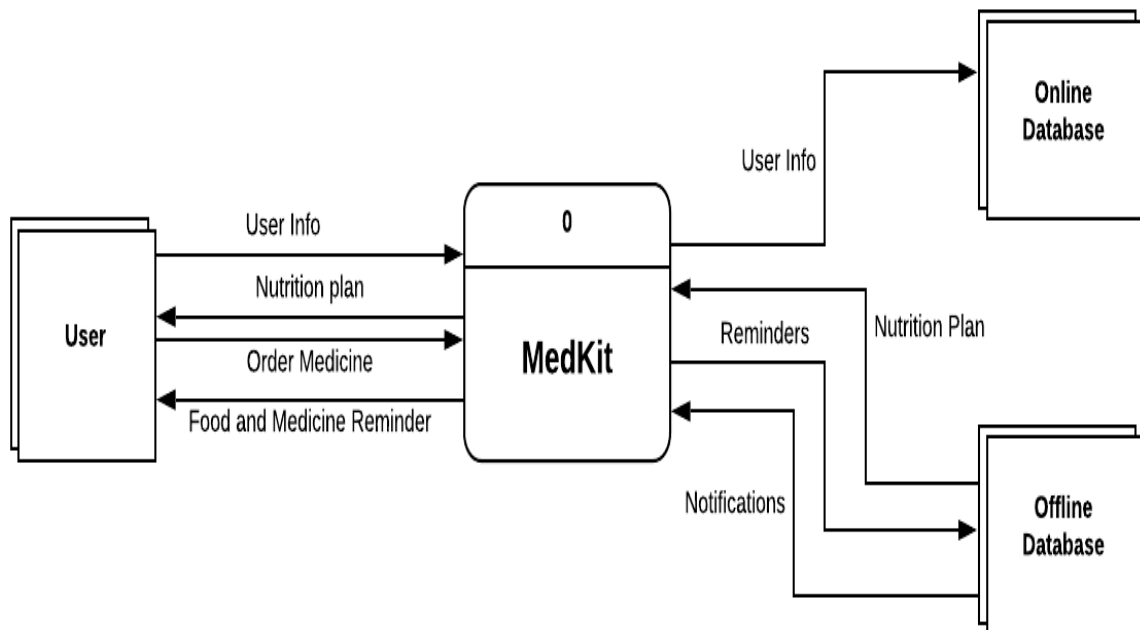 User
User Info
Nutrition plan
Order Medicine
Food and Medicine Reminder
0
MedKit
User Info
Online
Database
Nutrition Plan
Reminders
Notifications
Offline
Database